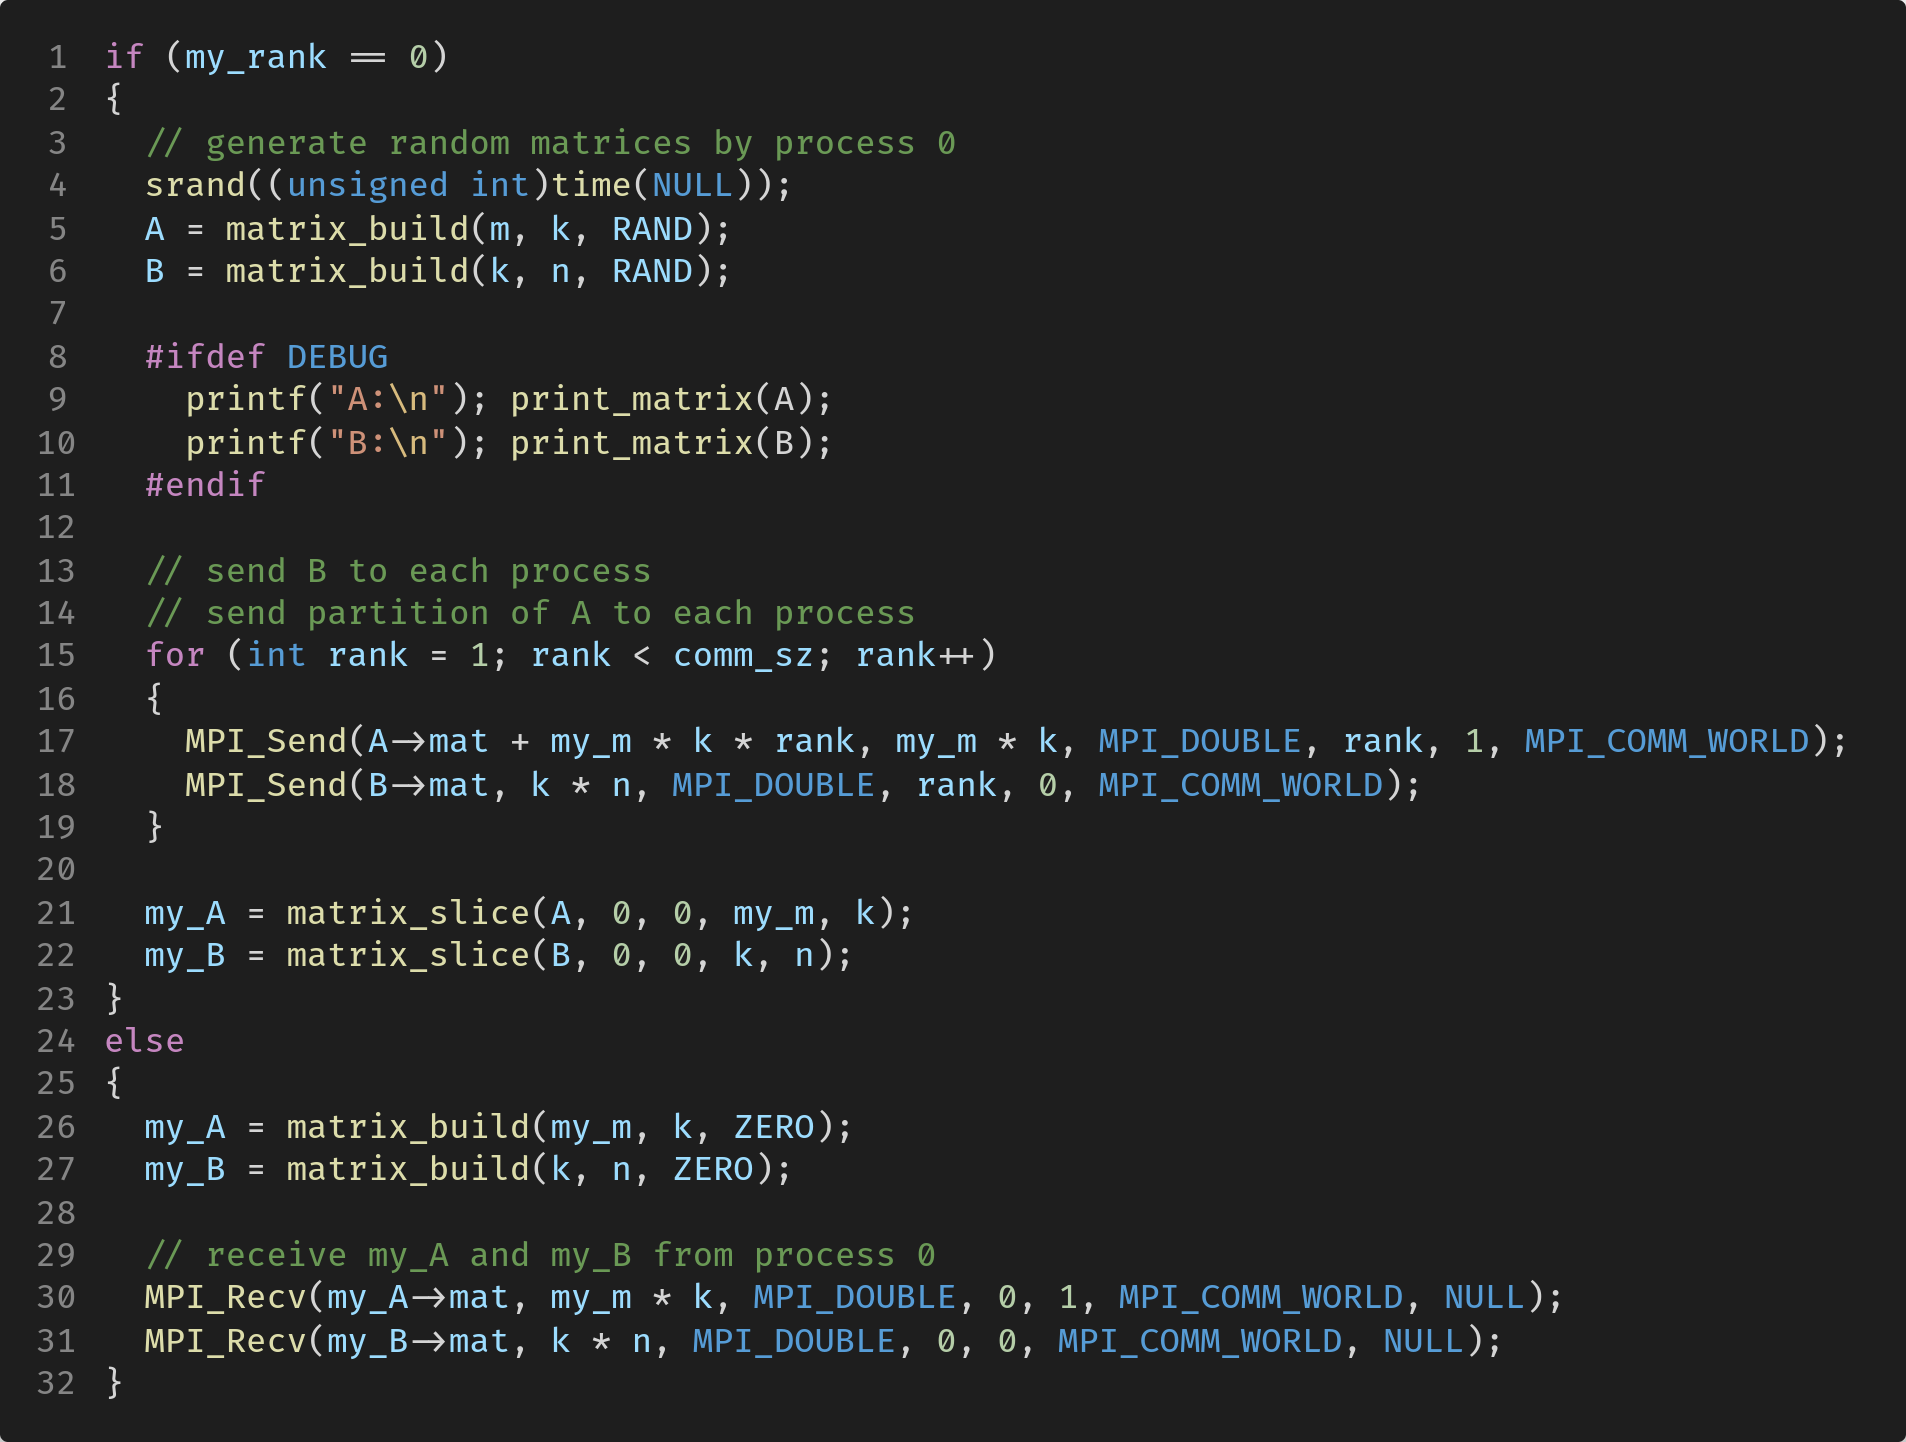 1 if (my_rank == 0)
2 {
3   // generate random matrices by process 0
4   srand((unsigned int)time(NULL));
5   A = matrix_build(m, k, RAND);
6   B = matrix_build(k, n, RAND);
7
8   #ifdef DEBUG
9     printf("A:\n"); print_matrix(A);
10     printf("B:\n"); print_matrix(B);
11   #endif
12
13   // send B to each process
14   // send partition of A to each process
15   for (int rank = 1; rank < comm_sz; rank++)
16   {
17     MPI_Send(A->mat + my_m * k * rank, my_m * k, MPI_DOUBLE, rank, 1, MPI_COMM_WORLD);
18     MPI_Send(B->mat, k * n, MPI_DOUBLE, rank, 0, MPI_COMM_WORLD);
19   }
20
21   my_A = matrix_slice(A, 0, 0, my_m, k);
22   my_B = matrix_slice(B, 0, 0, k, n);
23 }
24 else
25 {
26   my_A = matrix_build(my_m, k, ZERO);
27   my_B = matrix_build(k, n, ZERO);
28
29   // receive my_A and my_B from process 0
30   MPI_Recv(my_A->mat, my_m * k, MPI_DOUBLE, 0, 1, MPI_COMM_WORLD, NULL);
31   MPI_Recv(my_B->mat, k * n, MPI_DOUBLE, 0, 0, MPI_COMM_WORLD, NULL);
32 }